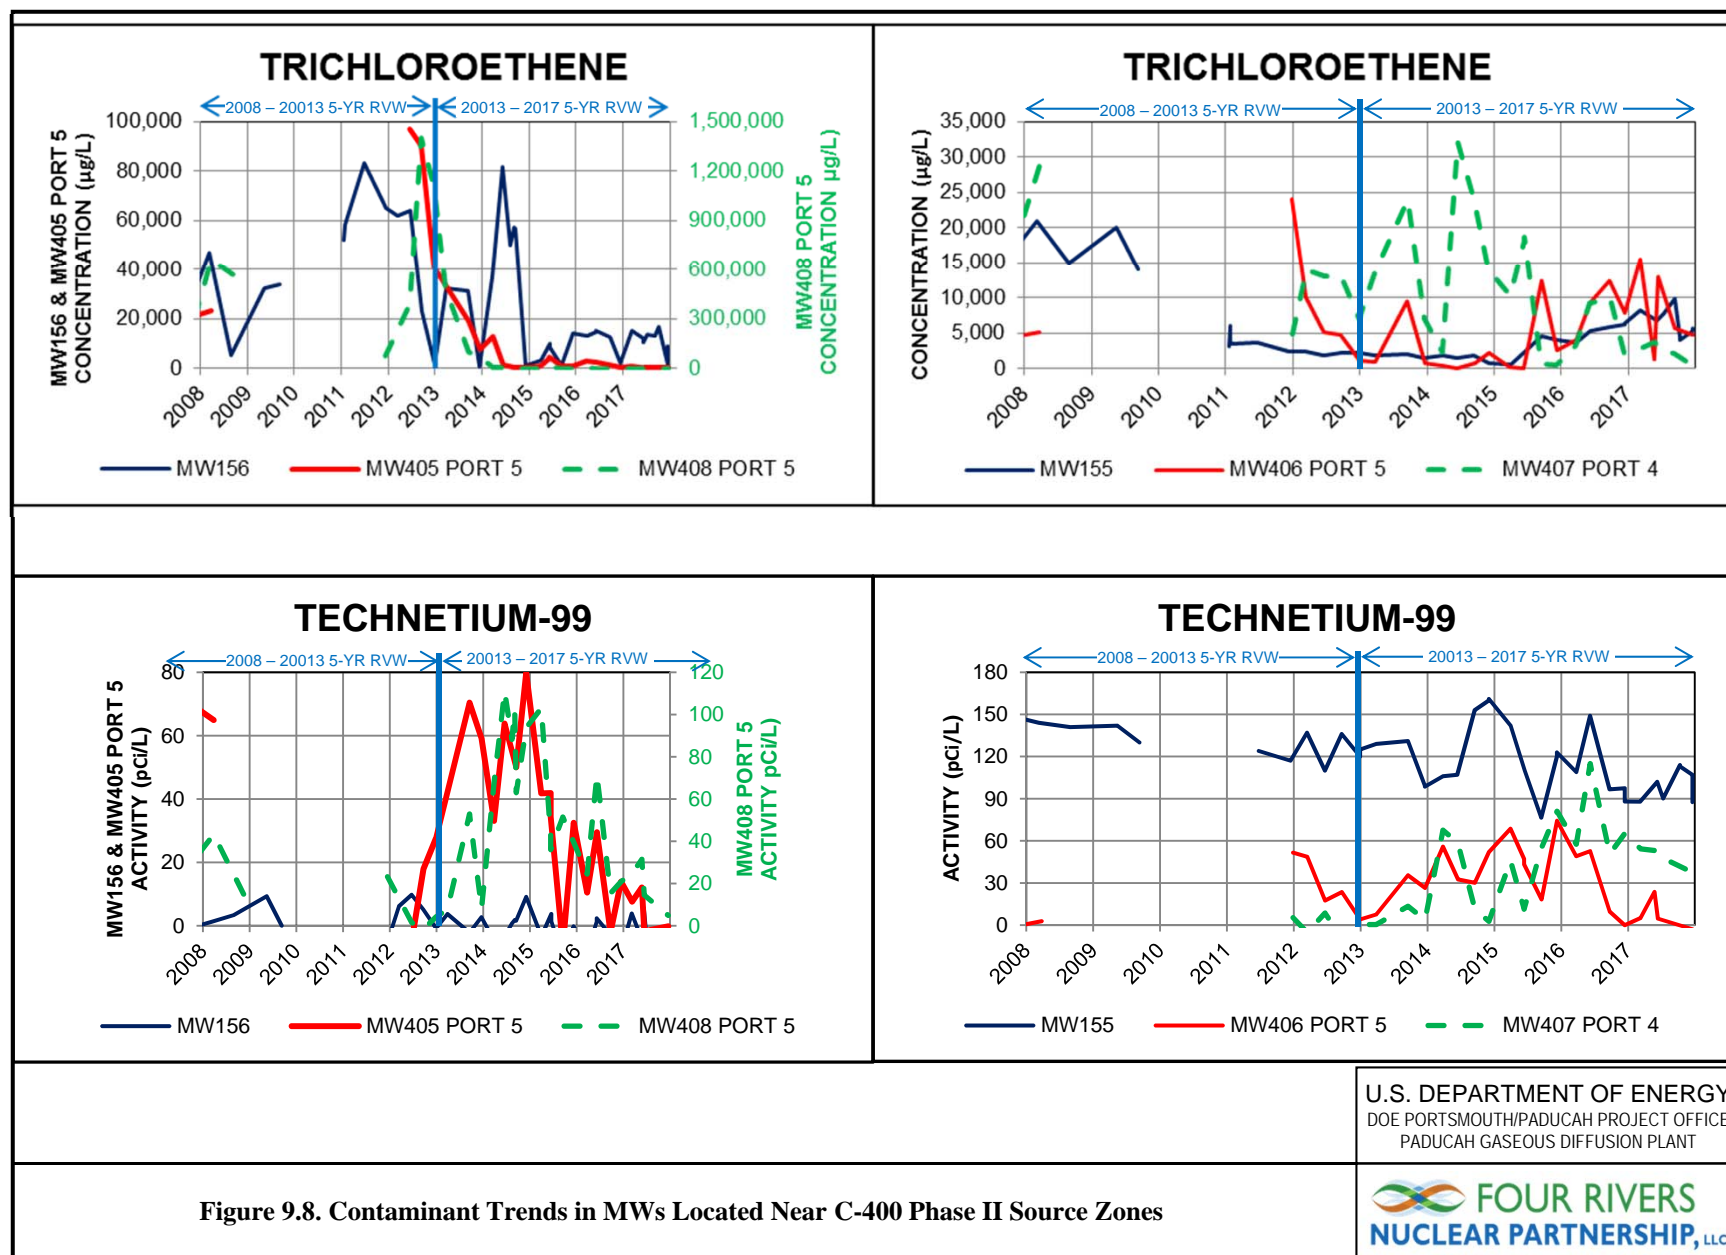 TRICHLOROETHENE
2008 – 20013 5-YR RVW
20013 – 2017 5-YR RVW
MW156 & MW405 PORT 5
CONCENTRATION (µg/L)
100,000
80,000
60,000
40,000
20,000
0
1,500,000
1,200,000
900,000
600,000
300,000
0
MW408 PORT 5
CONCENTRATION µg/L)
2008
2009
2010
2011
2012
2013
2014
2015
2016
2017
MW156
MW405 PORT 5
MW408 PORT 5
TRICHLOROETHENE
2008 – 20013 5-YR RVW
20013 – 2017 5-YR RVW
CONCENTRATION (µg/L)
35,000
30,000
25,000
20,000
15,000
10,000
5,000
0
2008
2009
2010
2011
2012
2013
2014
2015
2016
2017
MW155
MW406 PORT 5
MW407 PORT 4
TECHNETIUM-99
2008 – 20013 5-YR RVW
20013 – 2017 5-YR RVW
MW156 & MW405 PORT 5
ACTIVITY (pCi/L)
80
60
40
20
0
120
100
80
60
40
20
0
MW408 PORT 5
ACTIVITY pCi/L)
2008
2009
2010
2011
2012
2013
2014
2015
2016
2017
MW156
MW405 PORT 5
MW408 PORT 5
TECHNETIUM-99
2008 – 20013 5-YR RVW
20013 – 2017 5-YR RVW
ACTIVITY (pCi/L)
180
150
120
90
60
30
0
2008
2009
2010
2011
2012
2013
2014
2015
2016
2017
MW155
MW406 PORT 5
MW407 PORT 4
U.S. DEPARTMENT OF ENERGY
DOE PORTSMOUTH/PADUCAH PROJECT OFFICE
PADUCAH GASEOUS DIFFUSION PLANT
Figure 9.8. Contaminant Trends in MWs Located Near C-400 Phase II Source Zones
FOUR RIVERS
NUCLEAR PARTNERSHIP, LLC